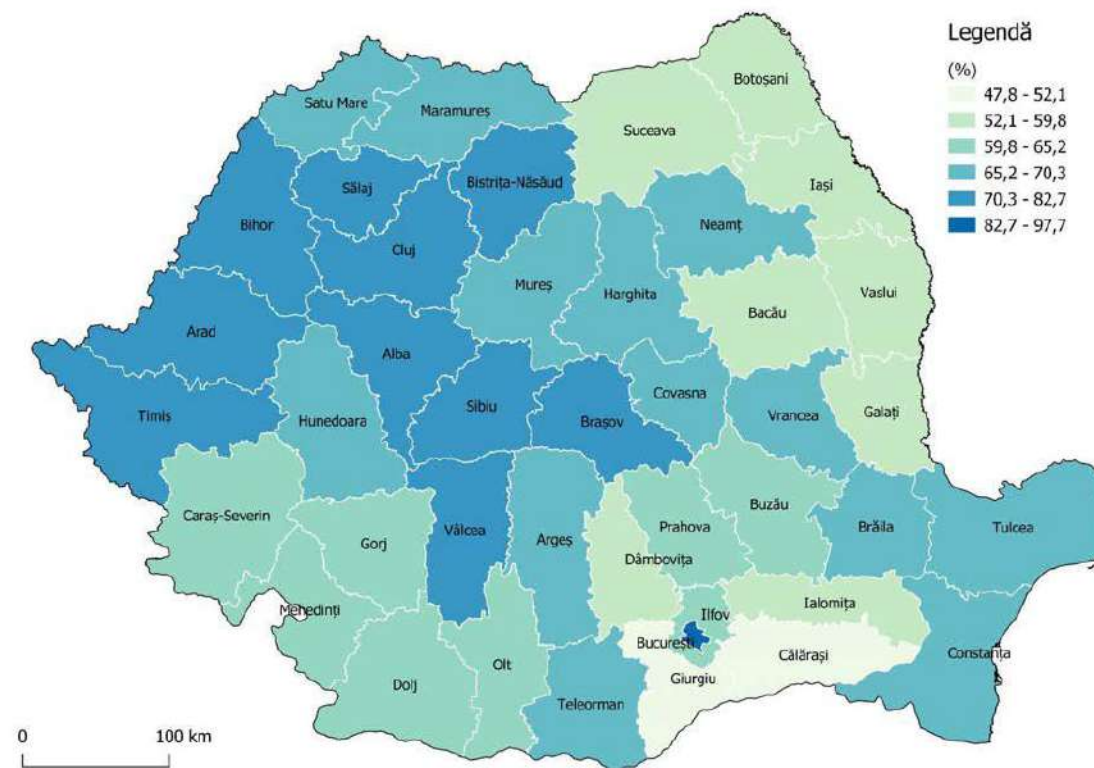 Legendă
(%)
47,8 - 52,1
52,1 - 59,8
59,8 - 65,2
65,2 - 70,3
70,3 - 82,7
82,7 - 97,7
Botoșani
Satu Mare
Maramureș
Suceava
Sălaj
Bistrița-Năsăud
Iași
Bihor
Neamț
Cluj
Mureș
Harghita
Vaslui
Bacău
Arad
Alba
Timis
Hunedoara
Sibiu
Brașov
Covasna
Vrancea
Galați
Caraș-Severin
Gorj
Vâlcea
Argeș
Prahova
Buzău
Brăila
Tulcea
Dâmbovița
Mehedinți
Ilfov
Ialomița
București
Călărași
Constanța
Giurgiu
Olt
Dolj
Teleorman
0 100 km